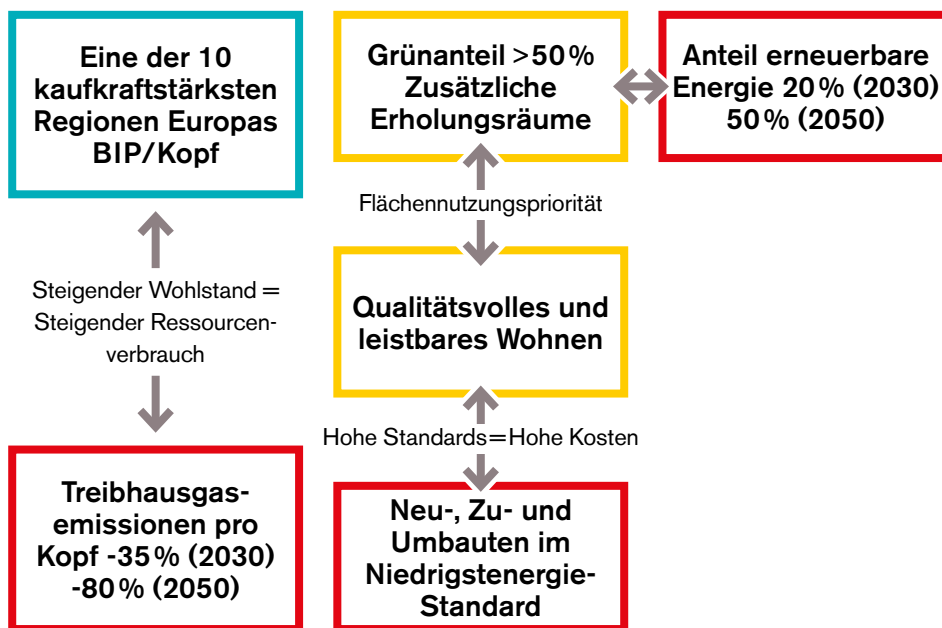 Eine der 10
kaufkraftstärksten
Regionen Europas
BIP/Kopf
Steigender Wohlstand =
Steigender Ressourcen-
verbrauch
Treibhausgas-
emissionen pro
Kopf -35% (2030)
-80% (2050)
Grünanteil >50%
Zusätzliche
Erholungsräume
Flächennutzungspriorität
Qualitätsvolles und
leistbares Wohnen
Hohe Standards=Hohe Kosten
Neu-, Zu- und
Umbauten im
Niedrigstenergie-
Standard
Anteil erneuerbare
Energie 20% (2030)
50% (2050)